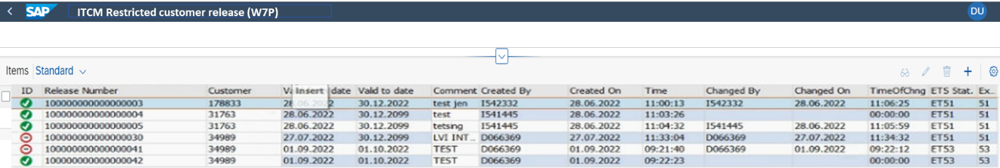 SAP ITCM Restricted customer release (W7P) DU
Items Standard
ID Release Number Customer Va Insert date Valid to date Comment Created By Created On Time Changed By Changed On TimeOfChng ETS Stat. Ex...
100000000000000003 178833 28.06.2022 30.12.2022 test jen I542332 28.06.2022 11:00:13 I542332 28.06.2022 11:06:25 ET51 51
100000000000000004 31763 28.06.2022 30.12.2099 test I541445 28.06.2022 11:03:26 00:00:00 ET51 51
100000000000000005 31763 28.06.2022 30.12.2099 tetsing I541445 28.06.2022 11:04:32 I541445 28.06.2022 11:05:59 ET51 51
100000000000000030 34989 27.07.2022 30.12.2099 LVI INT... D066369 27.07.2022 11:33:04 D066369 27.07.2022 11:34:32 ET51 51
100000000000000041 34989 01.09.2022 01.10.2022 TEST D066369 01.09.2022 09:21:40 D066369 01.09.2022 09:22:12 ET53 53
100000000000000042 34989 01.09.2022 01.10.2022 TEST D066369 01.09.2022 09:22:23 00:00:00 ET53 53